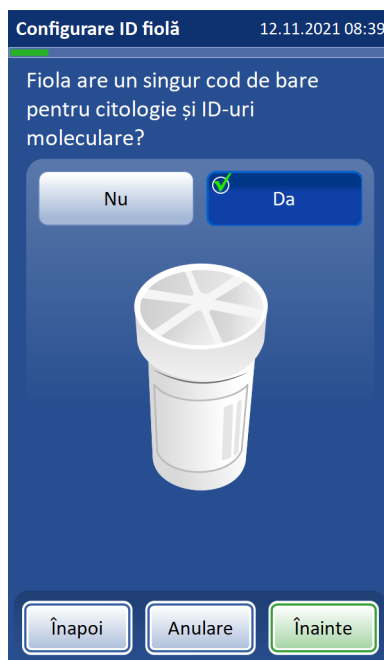 Configurare ID fiolă 12.11.2021 08:39
Fiola are un singur cod de bare
pentru citologie și ID-uri
moleculare?
Nu Da
Înapoi Anulare Înainte